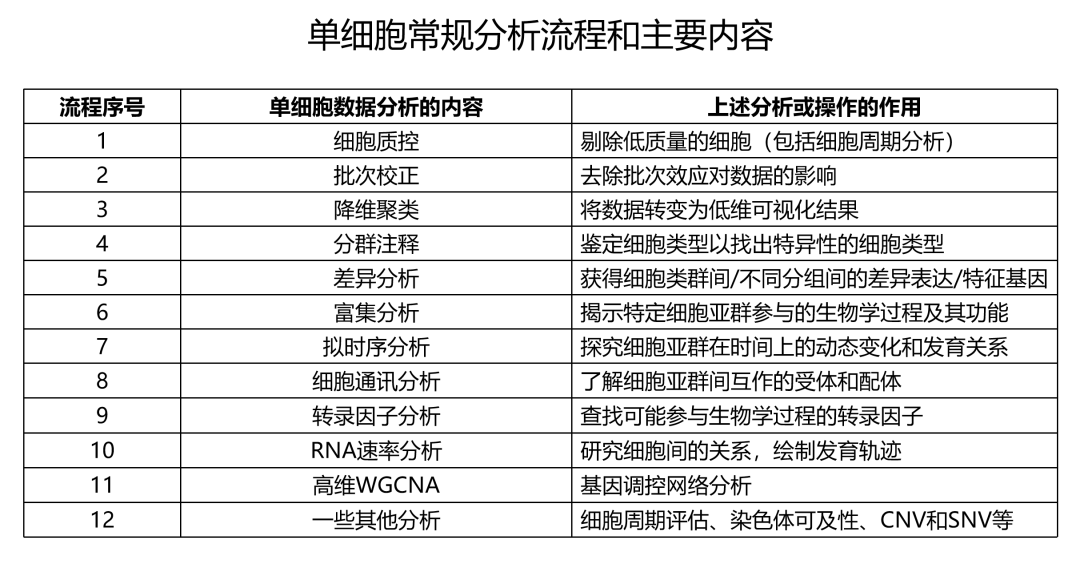 单细胞常规分析流程和主要内容
流程序号 单细胞数据分析的内容 上述分析或操作的作用
1 细胞质控 剔除低质量的细胞（包括细胞周期分析）
2 批次校正 去除批次效应对数据的影响
3 降维聚类 将数据转变为低维可视化结果
4 分群注释 鉴定细胞类型以找出特异性的细胞类型
5 差异分析 获得细胞类群间/不同分组间的差异表达/特征基因
6 富集分析 揭示特定细胞亚群参与的生物学过程及其功能
7 拟时序分析 探究细胞亚群在时间上的动态变化和发育关系
8 细胞通讯分析 了解细胞亚群间互作的受体和配体
9 转录因子分析 查找可能参与生物学过程的转录因子
10 RNA速率分析 研究细胞间的关系，绘制发育轨迹
11 高维WGCNA 基因调控网络分析
12 一些其他分析 细胞周期评估、染色体可及性、CNV和SNV等